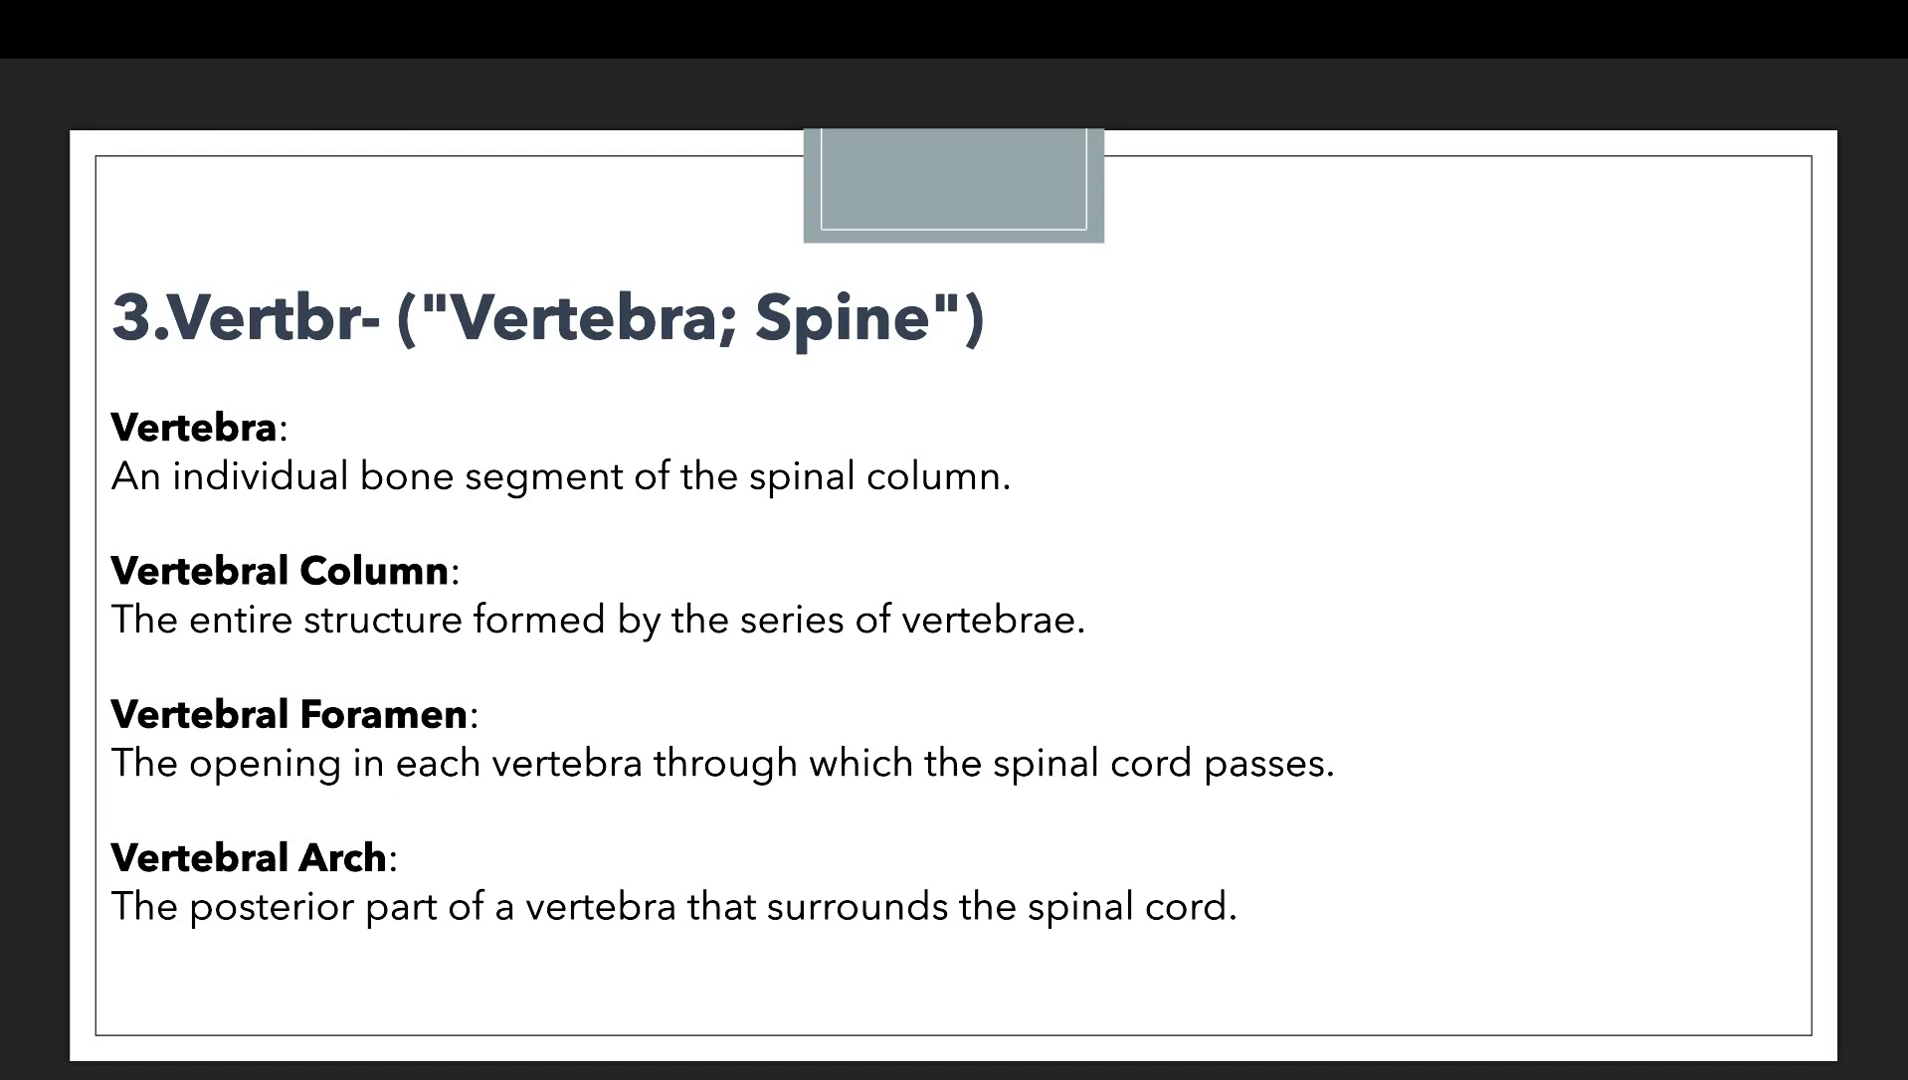 3.Vertbr- ("Vertebra; Spine")
Vertebra:
An individual bone segment of the spinal column.
Vertebral Column:
The entire structure formed by the series of vertebrae.
Vertebral Foramen:
The opening in each vertebra through which the spinal cord passes.
Vertebral Arch:
The posterior part of a vertebra that surrounds the spinal cord.